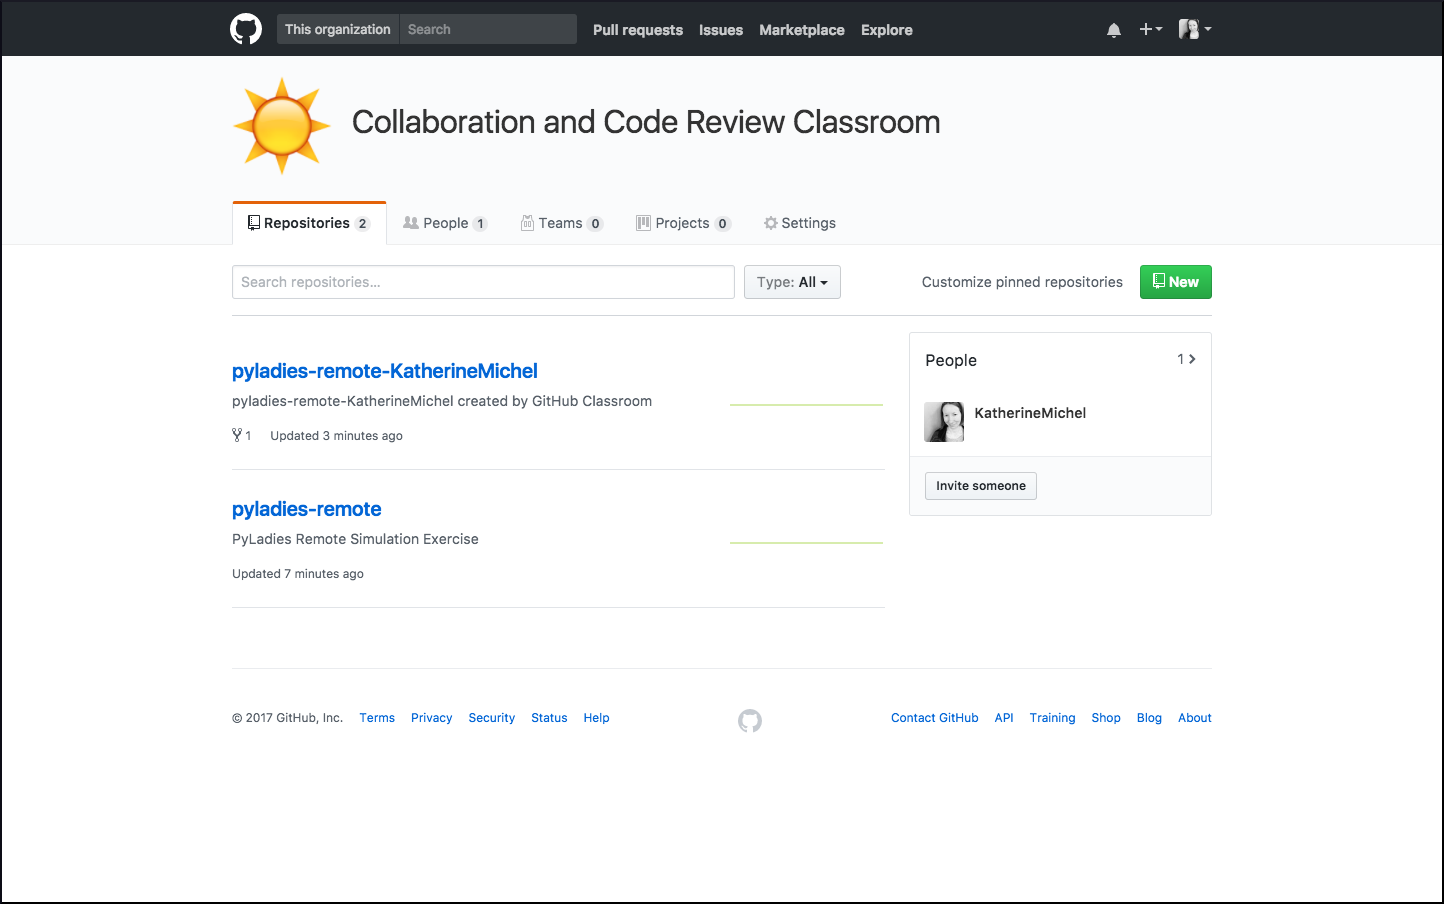 This organization Search Pull requests Issues Marketplace Explore
Collaboration and Code Review Classroom
Repositories 2 People 1 Teams 0 Projects 0 Settings
Search repositories... Type: All Customize pinned repositories New
pyladies-remote-KatherineMichel
pyladies-remote-KatherineMichel created by GitHub Classroom
1 Updated 3 minutes ago
pyladies-remote
PyLadies Remote Simulation Exercise
Updated 7 minutes ago
People 1
KatherineMichel
Invite someone
© 2017 GitHub, Inc. Terms Privacy Security Status Help Contact GitHub API Training Shop Blog About